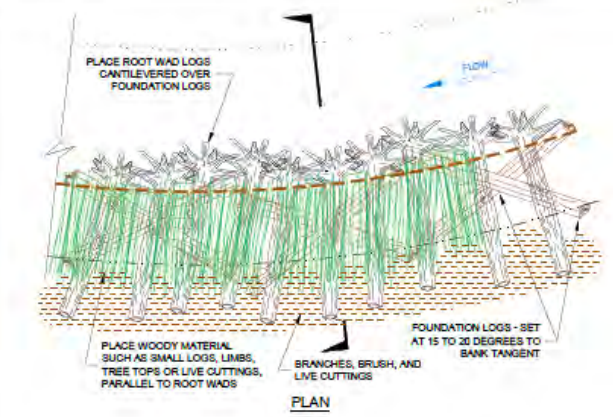 PLACE ROOT WAD LOGS
CANTILEVERED OVER
FOUNDATION LOGS
FLOW
PLACE WOODY MATERIAL
SUCH AS SMALL LOGS, LIMBS,
TREE TOPS OR LIVE CUTTINGS,
PARALLEL TO ROOT WADS
BRANCHES, BRUSH, AND
LIVE CUTTINGS
FOUNDATION LOGS - SET
AT 15 TO 20 DEGREES TO
BANK TANGENT
PLAN